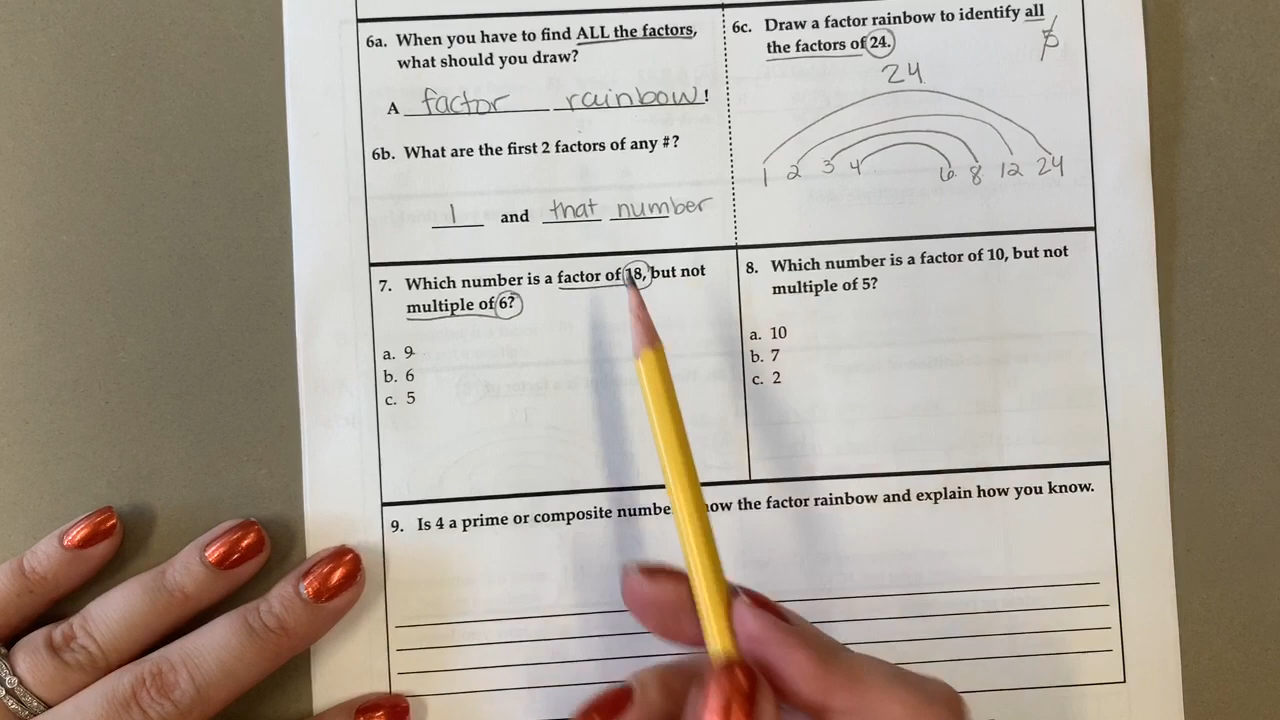 6a. When you have to find ALL the factors,
what should you draw?
A factor rainbow!
6b. What are the first 2 factors of any #?
1 and that number
6c. Draw a factor rainbow to identify all
the factors of 24.
5
24
1 2 3 4 6 8 12 24
7. Which number is a factor of 18, but not
multiple of 6?
a. 9
b. 6
c. 5
8. Which number is a factor of 10, but not
multiple of 5?
a. 10
b. 7
c. 2
9. Is 4 a prime or composite numbe ow the factor rainbow and explain how you know.